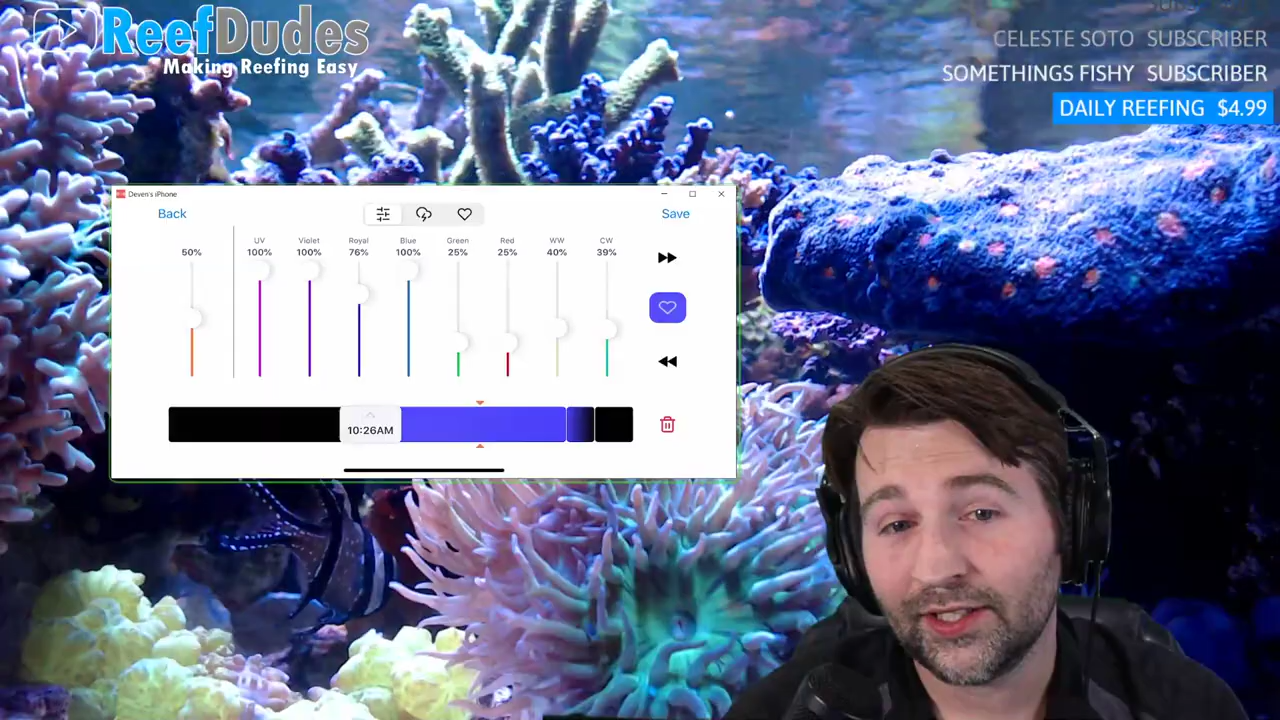 ReefDudes
Making Reefing Easy
CELESTE SOTO SUBSCRIBER
SOMETHINGS FISHY SUBSCRIBER
DAILY REEFING $4.99
Deven's iPhone
Back
Save
UV Violet Royal Blue Green Red WW CW
50% 100% 100% 76% 100% 25% 25% 40% 39%
10:26AM